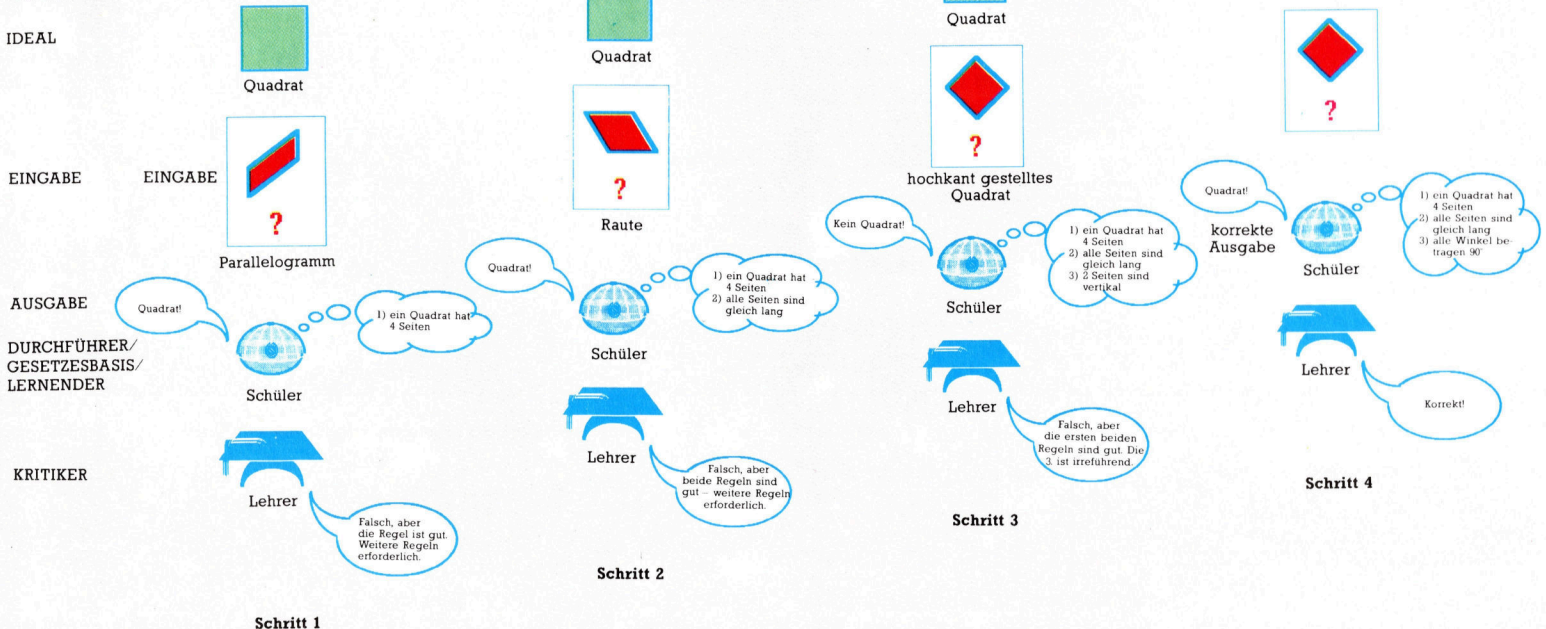 IDEAL
EINGABE
EINGABE
AUSGABE
DURCHFÜHRER/
GESETZESBASIS/
LERNENDER
KRITIKER
Quadrat
?
Parallelogramm
Quadrat!
1) ein Quadrat hat
4 Seiten
Schüler
Lehrer
Falsch, aber
die Regel ist gut.
Weitere Regeln
erforderlich.
Schritt 1
Quadrat
?
Raute
Quadrat!
1) ein Quadrat hat
4 Seiten
2) alle Seiten sind
gleich lang
Schüler
Lehrer
Falsch, aber
beide Regeln sind
gut – weitere Regeln
erforderlich.
Schritt 2
Quadrat
?
hochkant gestelltes
Quadrat
Kein Quadrat!
1) ein Quadrat hat
4 Seiten
2) alle Seiten sind
gleich lang
3) 2 Seiten sind
vertikal
Schüler
Lehrer
Falsch, aber
die ersten beiden
Regeln sind gut. Die
3. ist irreführend.
Schritt 3
?
Quadrat!
korrekte
Ausgabe
1) ein Quadrat hat
4 Seiten
2) alle Seiten sind
gleich lang
3) alle Winkel be-
tragen 90°
Schüler
Lehrer
Korrekt!
Schritt 4